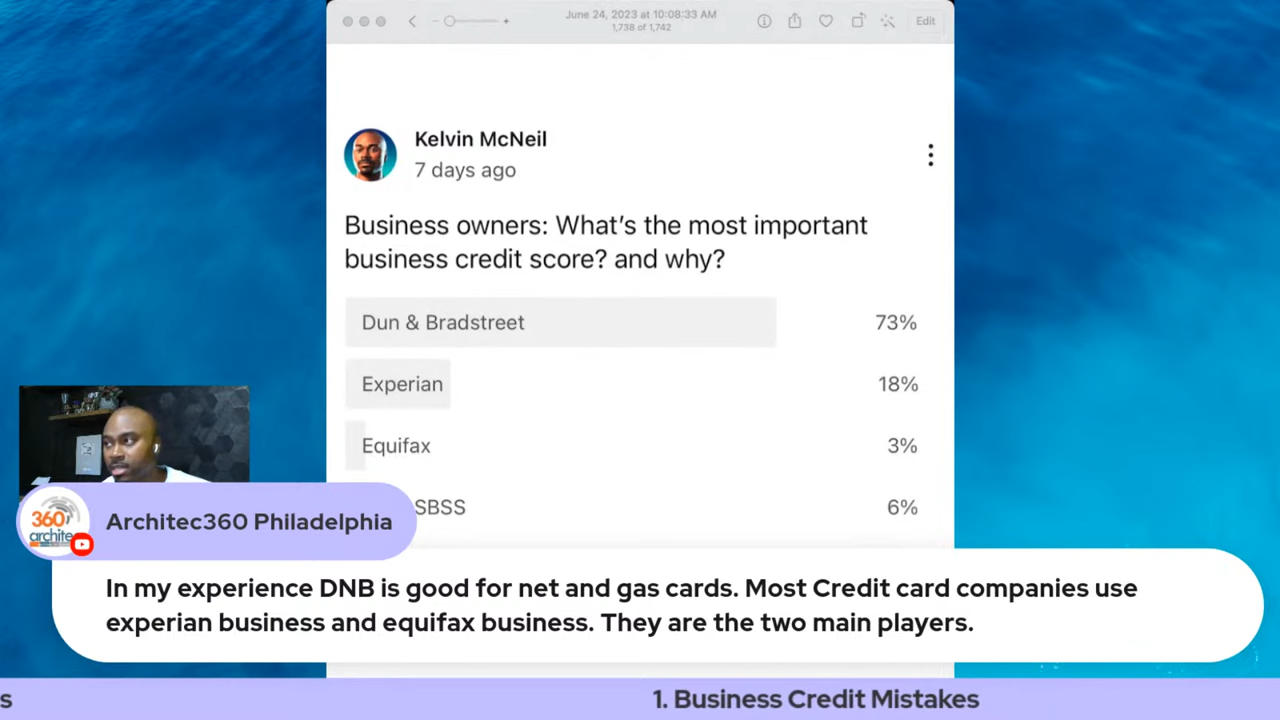 June 24, 2023 at 10:08:33 AM
1,738 of 1,742
Edit
Kelvin McNeil
7 days ago
Business owners: What's the most important
business credit score? and why?
Dun & Bradstreet 73%
Experian 18%
Equifax 3%
SBSS 6%
360
archite
Architec360 Philadelphia
In my experience DNB is good for net and gas cards. Most Credit card companies use
experian business and equifax business. They are the two main players.
s 1. Business Credit Mistakes